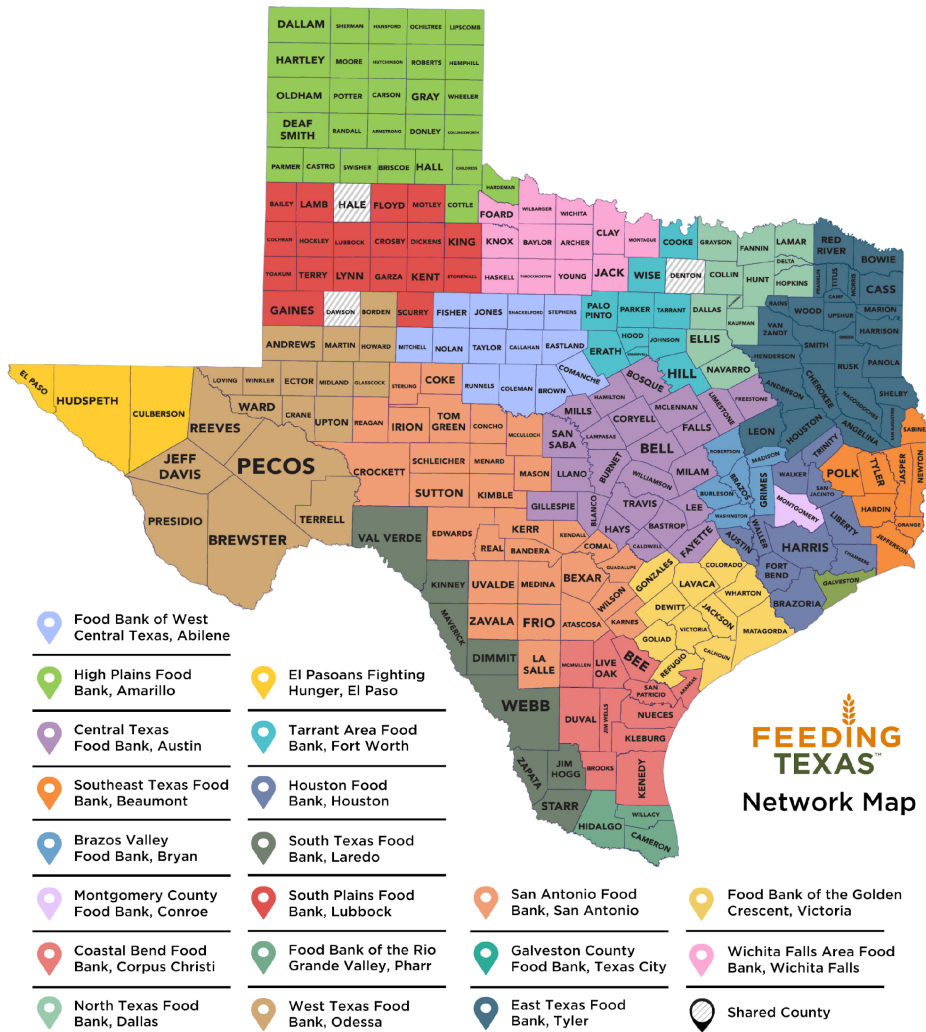 DALLAM SHERMAN HANSFORD OCHILTREE LIPSCOMB
HARTLEY MOORE HUTCHINSON ROBERTS HEMPHILL
OLDHAM POTTER CARSON GRAY WHEELER
DEAF
SMITH RANDALL ARMSTRONG DONLEY COLLINGSWORTH
PARMER CASTRO SWISHER BRISCOE HALL CHILDRESS
HARDEMAN
BAILEY LAMB HALE FLOYD MOTLEY COTTLE
FOARD WILBARGER WICHITA
CLAY MONTAGUE COOKE GRAYSON FANNIN LAMAR RED
RIVER BOWIE
COCHRAN HOCKLEY LUBBOCK CROSBY DICKENS KING KNOX BAYLOR ARCHER
DELTA
YOAKUM TERRY LYNN GARZA KENT STONEWALL HASKELL THROCKMORTON YOUNG JACK WISE DENTON COLLIN HUNT HOPKINS FRANKLIN TITUS MORRIS CASS
CAMP
GAINES DAWSON BORDEN SCURRY FISHER JONES SHACKELFORD STEPHENS PALO
PINTO PARKER TARRANT DALLAS RAINS WOOD UPSHUR MARION
KAUFMAN VAN
ZANDT HARRISON
ANDREWS MARTIN HOWARD MITCHELL NOLAN TAYLOR CALLAHAN EASTLAND ERATH HOOD JOHNSON ELLIS SMITH
HENDERSON RUSK PANOLA
EL PASO HUDSPETH CULBERSON
LOVING WINKLER ECTOR MIDLAND GLASSCOCK STERLING COKE RUNNELS COLEMAN BROWN COMANCHE BOSQUE HILL NAVARRO
ANDERSON CHEROKEE NACOGDOCHES SHELBY
REEVES WARD CRANE UPTON REAGAN IRION TOM
GREEN CONCHO MCCULLOCH
MILLS HAMILTON CORYELL MCLENNAN LIMESTONE FREESTONE
SAN
SABA LAMPASAS BELL FALLS LEON HOUSTON ANGELINA SABINE
JEFF
DAVIS PECOS CROCKETT SCHLEICHER MENARD MASON LLANO BURNET WILLIAMSON MILAM ROBERTSON MADISON WALKER TRINITY POLK TYLER JASPER NEWTON
SUTTON KIMBLE GILLESPIE BLANCO TRAVIS LEE BURLESON BRAZOS GRIMES SAN
JACINTO
PRESIDIO BREWSTER TERRELL VAL VERDE EDWARDS KERR KENDALL HAYS BASTROP WASHINGTON MONTGOMERY LIBERTY HARDIN ORANGE
REAL BANDERA COMAL CALDWELL FAYETTE AUSTIN WALLER HARRIS CHAMBERS JEFFERSON
KINNEY UVALDE MEDINA BEXAR GUADALUPE GONZALES COLORADO FORT
BEND GALVESTON
LAVACA WHARTON BRAZORIA
MAVERICK ZAVALA FRIO ATASCOSA WILSON KARNES DEWITT JACKSON MATAGORDA
GOLIAD VICTORIA CALHOUN
DIMMIT LA
SALLE MCMULLEN LIVE
OAK BEE REFUGIO
SAN
PATRICIO ARANSAS
WEBB DUVAL JIM WELLS NUECES
KLEBURG
ZAPATA JIM
HOGG BROOKS KENEDY
STARR HIDALGO WILLACY
CAMERON
Food Bank of West
Central Texas, Abilene
High Plains Food
Bank, Amarillo
Central Texas
Food Bank, Austin
Southeast Texas Food
Bank, Beaumont
Brazos Valley
Food Bank, Bryan
Montgomery County
Food Bank, Conroe
Coastal Bend Food
Bank, Corpus Christi
North Texas Food
Bank, Dallas
El Pasoans Fighting
Hunger, El Paso
Tarrant Area Food
Bank, Fort Worth
Houston Food
Bank, Houston
South Texas Food
Bank, Laredo
South Plains Food
Bank, Lubbock
Food Bank of the Rio
Grande Valley, Pharr
West Texas Food
Bank, Odessa
San Antonio Food
Bank, San Antonio
Galveston County
Food Bank, Texas City
East Texas Food
Bank, Tyler
Food Bank of the Golden
Crescent, Victoria
Wichita Falls Area Food
Bank, Wichita Falls
Shared County
FEEDING
TEXAS™
Network Map